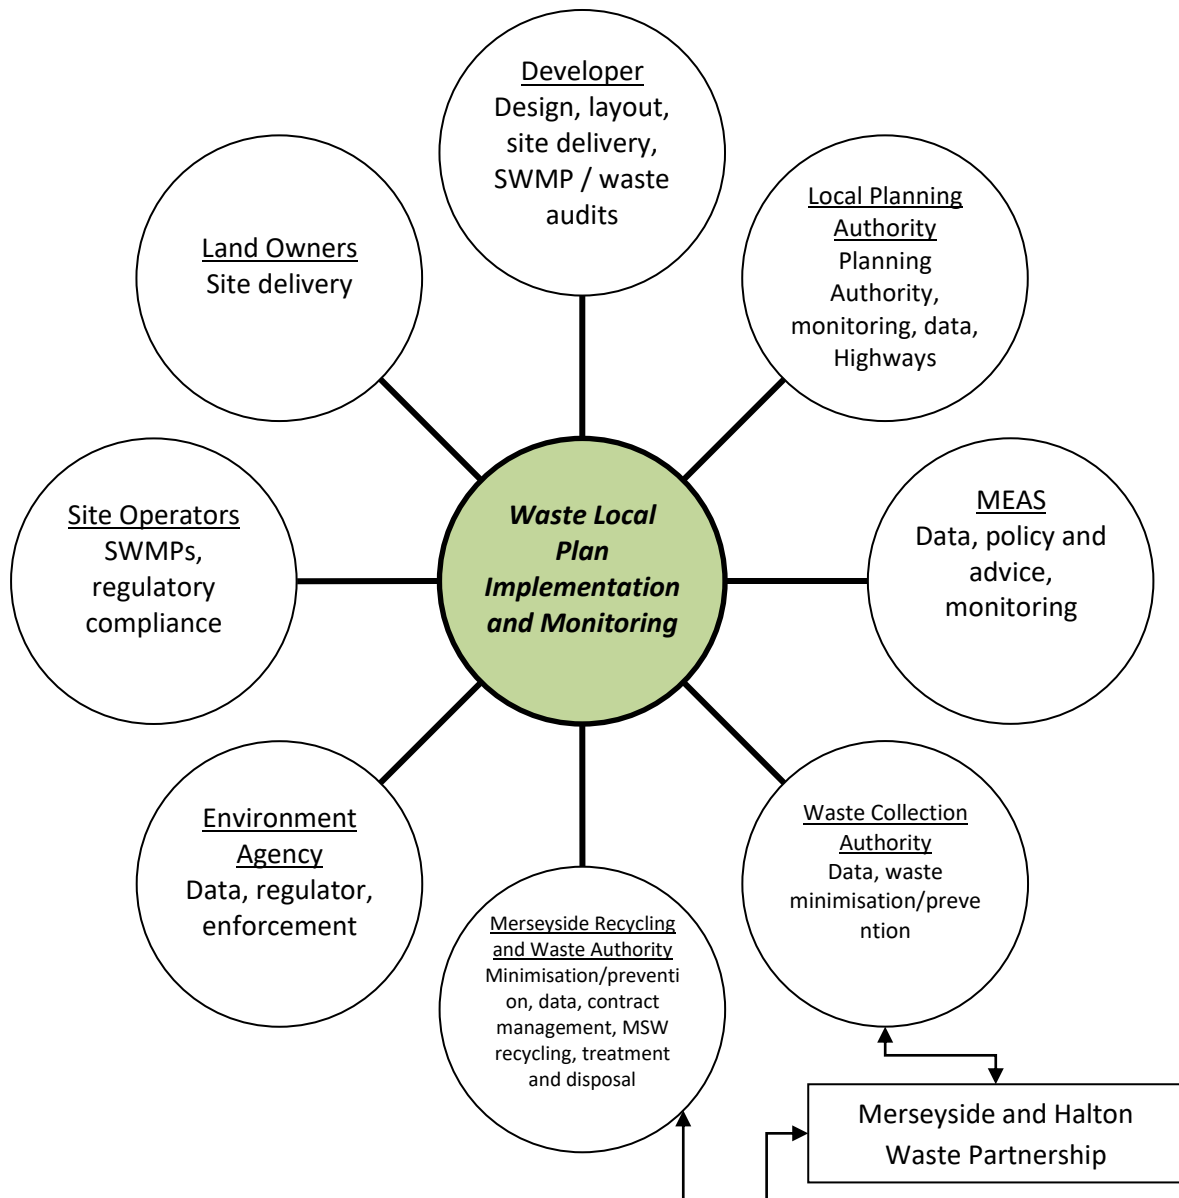 Developer
Design, layout,
site delivery,
SWMP / waste
audits
Local Planning
Authority
Planning
Authority,
monitoring, data,
Highways
Land Owners
Site delivery
MEAS
Data, policy and
advice,
monitoring
Site Operators
SWMPs,
regulatory
compliance
Waste Local
Plan
Implementation
and Monitoring
Waste Collection
Authority
Data, waste
minimisation/preve
ntion
Environment
Agency
Data, regulator,
enforcement
Merseyside Recycling
and Waste Authority
Minimisation/preventi
on, data, contract
management, MSW
recycling, treatment
and disposal
Merseyside and Halton
Waste Partnership